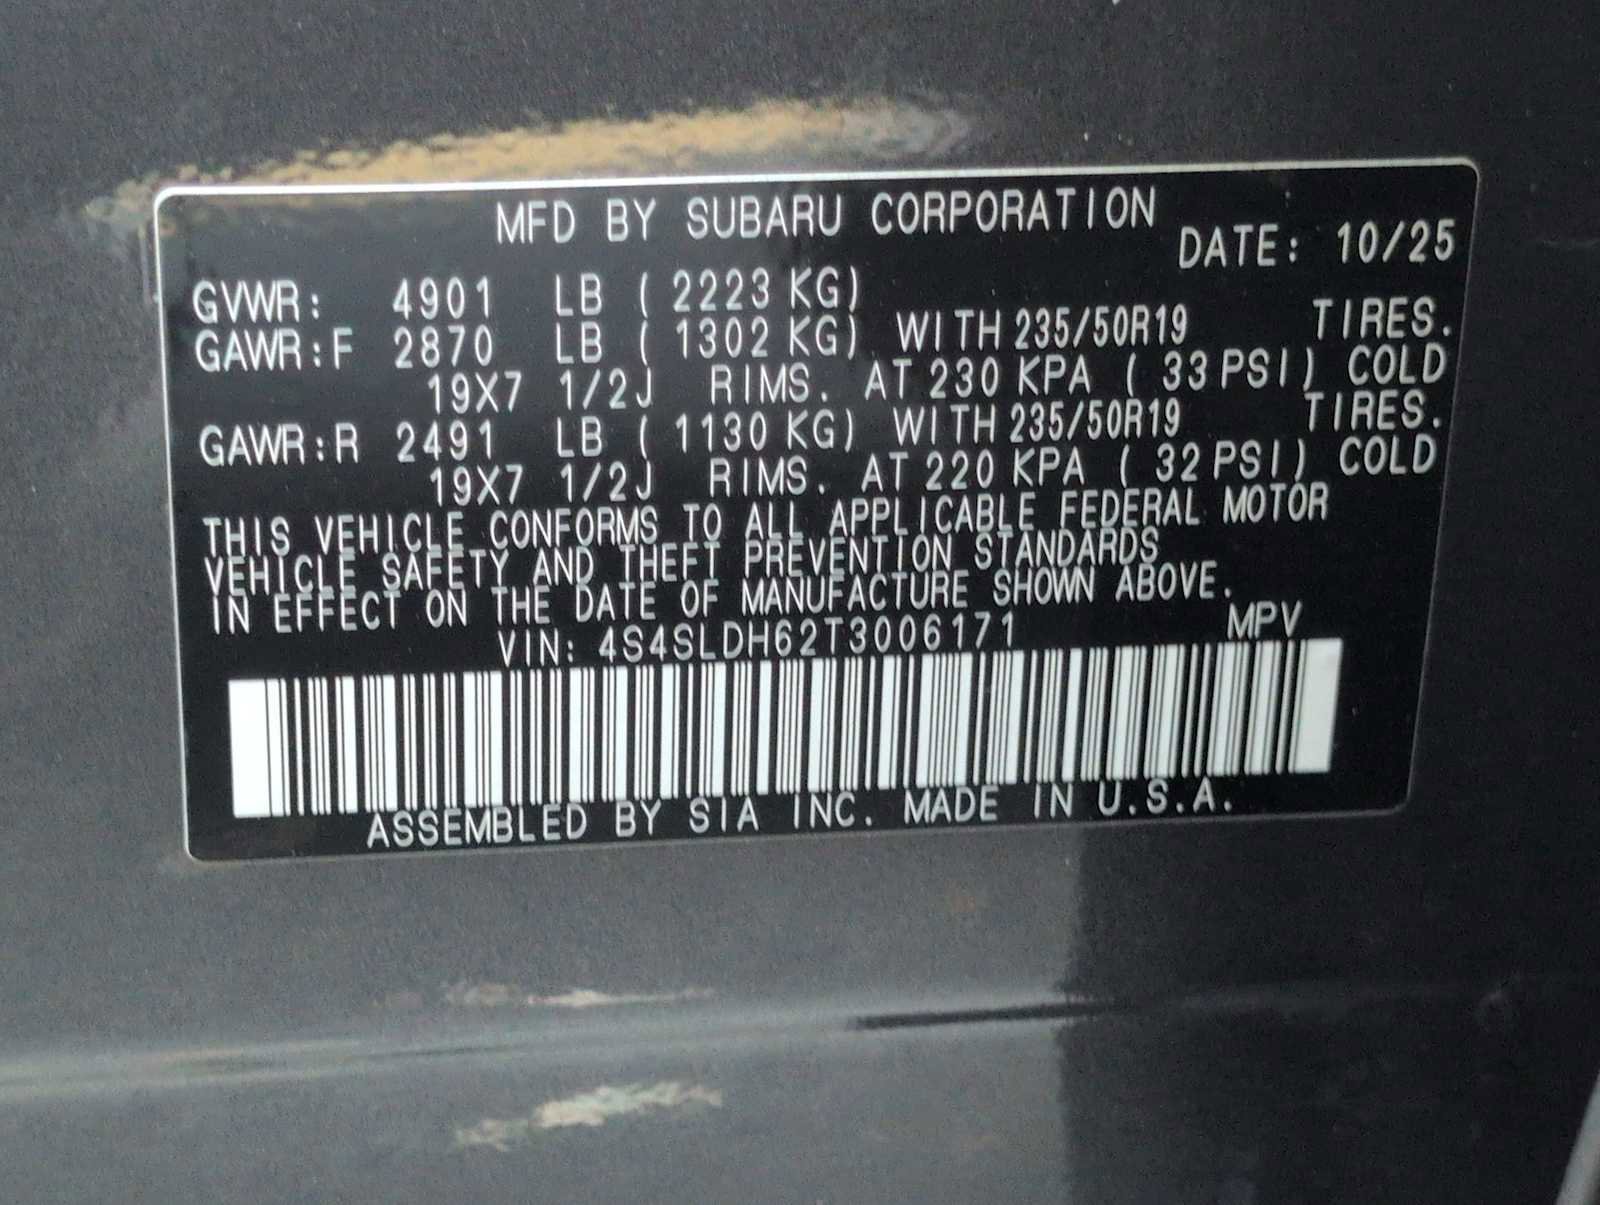 MFD BY SUBARU CORPORATION
DATE: 10/25
GVWR: 4901 LB ( 2223 KG)
GAWR:F 2870 LB ( 1302 KG) WITH 235/50R19 TIRES.
19X7 1/2J RIMS. AT 230 KPA ( 33 PSI) COLD
GAWR:R 2491 LB ( 1130 KG) WITH 235/50R19 TIRES.
19X7 1/2J RIMS. AT 220 KPA ( 32 PSI) COLD
THIS VEHICLE CONFORMS TO ALL APPLICABLE FEDERAL MOTOR
VEHICLE SAFETY AND THEFT PREVENTION STANDARDS
IN EFFECT ON THE DATE OF MANUFACTURE SHOWN ABOVE.
VIN: 4S4SLDH62T3006171 MPV
ASSEMBLED BY SIA INC. MADE IN U.S.A.